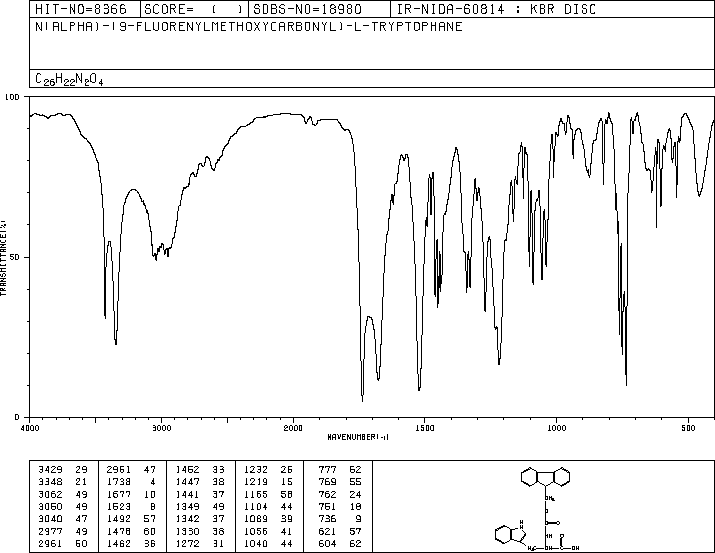 HIT-NO=8366 SCORE= ( ) SDBS-NO=18980 IR-NIDA-60814 : KBR DISC
N(ALPHA)-(9-FLUORENYLMETHOXYCARBONYL)-L-TRYPTOPHANE
C26H22N2O4
100
TRANSMITTANCE(%)
50
0
4000 3000 2000 1500 1000 500
WAVENUMBER(-1)
3429 29 2951 47 1462 33 1232 26 777 62
3348 21 1738 4 1447 38 1219 15 769 55
3062 49 1677 10 1441 37 1165 58 762 24
3050 49 1523 8 1349 49 1104 44 751 18
3040 47 1492 57 1342 37 1089 39 736 9
2977 49 1478 60 1330 38 1056 41 621 57
2961 50 1462 36 1272 31 1040 44 604 62